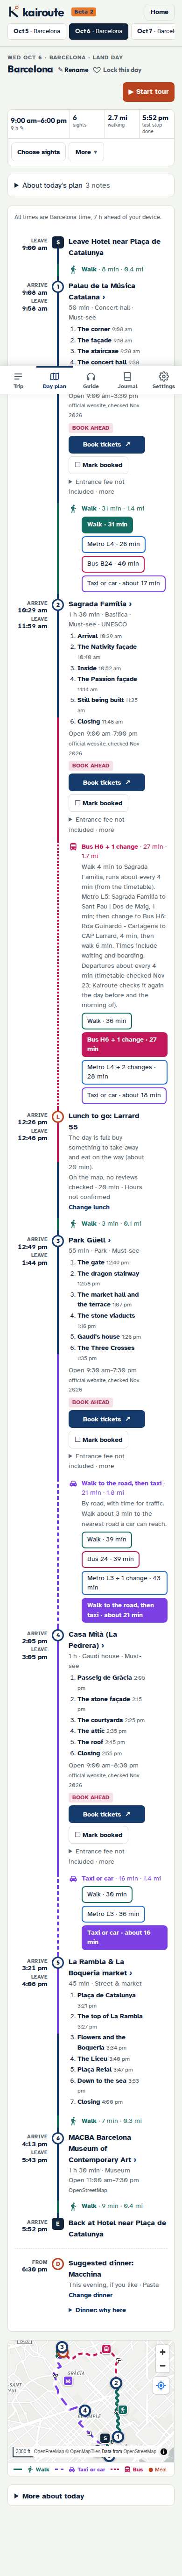 kairoute Beta 2 Home
Oct 5 · Barcelona Oct 6 · Barcelona Oct 7 · Barcel
WED OCT 6 · BARCELONA · LAND DAY
Barcelona ✎ Rename ♡ Lock this day
▶ Start tour
9:00 am–6:00 pm
9 h ✎
6
sights
2.7 mi
walking
5:52 pm
last stop
done
Choose sights
More ▾
▶ About today's plan 3 notes
All times are Barcelona time, 7 h ahead of your device.
LEAVE
9:00 am
S
Leave Hotel near Plaça de
Catalunya
Walk · 8 min · 0.4 mi
ARRIVE
9:08 am
LEAVE
9:58 am
1
Palau de la Música
Catalana ›
50 min · Concert hall ·
Must-see
1. The corner 9:08 am
2. The façade 9:18 am
3. The staircase 9:28 am
4. The concert hall 9:38
Trip
Day plan
Guide
Journal
Settings
Open 9:00 am–3:30 pm
official website, checked Nov
2026
BOOK AHEAD
Book tickets ↗
☐ Mark booked
▶ Entrance fee not
included · more
Walk · 31 min · 1.4 mi
Walk · 31 min
Metro L4 · 26 min
Bus B24 · 40 min
Taxi or car · about 17 min
ARRIVE
10:29 am
LEAVE
11:59 am
2
Sagrada Família ›
1 h 30 min · Basilica ·
Must-see · UNESCO
1. Arrival 10:29 am
2. The Nativity façade
10:40 am
3. Inside 10:52 am
4. The Passion façade
11:14 am
5. Still being built 11:25
am
6. Closing 11:48 am
Open 9:00 am–7:00 pm
official website, checked Nov
2026
BOOK AHEAD
Book tickets ↗
☐ Mark booked
▶ Entrance fee not
included · more
Bus H6 + 1 change · 27 min ·
1.7 mi
Walk 4 min to Sagrada
Família, runs about every 4
min (from the timetable).
Metro L5: Sagrada Família to
Sant Pau | Dos de Maig, 1
min; then change to Bus H6:
Rda Guinardó - Cartagena to
CAP Larrard, 4 min, then
walk 6 min. Times include
waiting and boarding.
Departures about every 4
min (timetable checked Nov
23; Kairoute checks it again
the day before and the
morning of).
Walk · 36 min
Bus H6 + 1 change · 27
min
Metro L4 + 2 changes ·
28 min
Taxi or car · about 18 min
ARRIVE
12:26 pm
LEAVE
12:46 pm
L
Lunch to go: Larrard
55
The day is full: buy
something to take away
and eat on the way (about
20 min).
On the map, no reviews
checked · 20 min · Hours
not confirmed
Change lunch
Walk · 3 min · 0.1 mi
ARRIVE
12:49 pm
LEAVE
1:44 pm
3
Park Güell ›
55 min · Park · Must-see
1. The gate 12:49 pm
2. The dragon stairway
12:58 pm
3. The market hall and
the terrace 1:07 pm
4. The stone viaducts
1:16 pm
5. Gaudí's house 1:26 pm
6. The Three Crosses
1:35 pm
Open 9:30 am–7:30 pm
official website, checked Nov
2026
BOOK AHEAD
Book tickets ↗
☐ Mark booked
▶ Entrance fee not
included · more
Walk to the road, then taxi ·
21 min · 1.8 mi
By road, with time for traffic.
Walk about 3 min to the
nearest road a car can reach.
Walk · 39 min
Bus 24 · 39 min
Metro L3 + 1 change · 43
min
Walk to the road, then
taxi · about 21 min
ARRIVE
2:05 pm
LEAVE
3:05 pm
4
Casa Milà (La
Pedrera) ›
1 h · Gaudí house · Must-
see
1. Passeig de Gràcia 2:05
pm
2. The stone façade 2:15
pm
3. The courtyards 2:25 pm
4. The attic 2:35 pm
5. The roof 2:45 pm
6. Closing 2:55 pm
Open 9:00 am–8:30 pm
official website, checked Nov
2026
BOOK AHEAD
Book tickets ↗
☐ Mark booked
▶ Entrance fee not
included · more
Taxi or car · 16 min · 1.4 mi
Walk · 30 min
Metro L3 · 36 min
Taxi or car · about 16
min
ARRIVE
3:21 pm
LEAVE
4:06 pm
5
La Rambla & La
Boqueria market ›
45 min · Street & market
1. Plaça de Catalunya
3:21 pm
2. The top of La Rambla
3:27 pm
3. Flowers and the
Boqueria 3:34 pm
4. The Liceu 3:40 pm
5. Plaça Reial 3:47 pm
6. Down to the sea 3:53
pm
7. Closing 4:00 pm
Walk · 7 min · 0.3 mi
ARRIVE
4:13 pm
LEAVE
5:43 pm
6
MACBA Barcelona
Museum of
Contemporary Art ›
1 h 30 min · Museum
Open 11:00 am–7:30 pm
OpenStreetMap
Walk · 9 min · 0.4 mi
ARRIVE
5:52 pm
E
Back at Hotel near Plaça de
Catalunya
FROM
6:30 pm
D
Suggested dinner:
Macchina
This evening, if you like · Pasta
Change dinner
▶ Dinner: why here
GRÀCIA
3
2
4
S
1
+
−
3000 ft
OpenFreeMap © OpenMapTiles Data from OpenStreetMap
Walk Taxi or car Bus Meal
▶ More about today